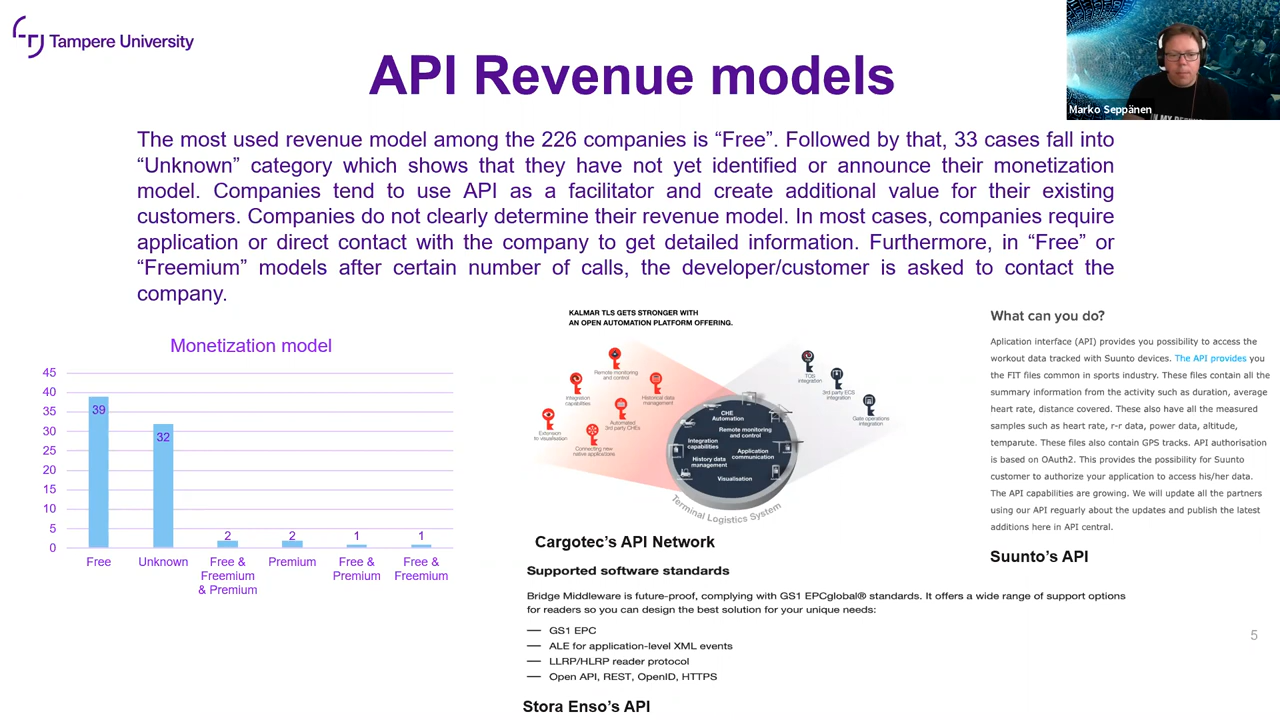 Tampere University
API Revenue models
Marko Seppänen
The most used revenue model among the 226 companies is “Free”. Followed by that, 33 cases fall into
“Unknown” category which shows that they have not yet identified or announce their monetization
model. Companies tend to use API as a facilitator and create additional value for their existing
customers. Companies do not clearly determine their revenue model. In most cases, companies require
application or direct contact with the company to get detailed information. Furthermore, in “Free” or
“Freemium” models after certain number of calls, the developer/customer is asked to contact the
company.
Monetization model
45
40
35
30
25
20
15
10
5
0
39
32
2
2
1
1
Free
Unknown
Free &
Freemium
& Premium
Premium
Free &
Premium
Free &
Freemium
KALMAR TLS GETS STRONGER WITH
AN OPEN AUTOMATION PLATFORM OFFERING.
Remote monitoring
and control
Integration
capabilities
Historical data
management
Extension
to visualisation
Automated
3rd party CHEs
Connecting new
native applications
TOS
integration
3rd party ECS
integration
Gate operations
integration
CHE
Automation
Remote monitoring
and control
Integration
capabilities
Application
communication
History data
management
Visualisation
Terminal Logistics System
Cargotec’s API Network
What can you do?
Aplication interface (API) provides you possibility to access the
workout data tracked with Suunto devices. The API provides you
the FIT files common in sports industry. These files contain all the
summary information from the activity such as duration, average
heart rate, distance covered. These also have all the measured
samples such as heart rate, r-r data, power data, altitude,
temparute. These files also contain GPS tracks. API authorisation
is based on OAuth2. This provides the possibility for Suunto
customer to authorize your application to access his/her data.
The API capabilities are growing. We will update all the partners
using our API reguarly about the updates and publish the latest
additions here in API central.
Suunto’s API
Supported software standards
Bridge Middleware is future-proof, complying with GS1 EPCglobal® standards. It offers a wide range of support options
for readers so you can design the best solution for your unique needs:
— GS1 EPC
— ALE for application-level XML events
— LLRP/HLRP reader protocol
— Open API, REST, OpenID, HTTPS
Stora Enso’s API
5